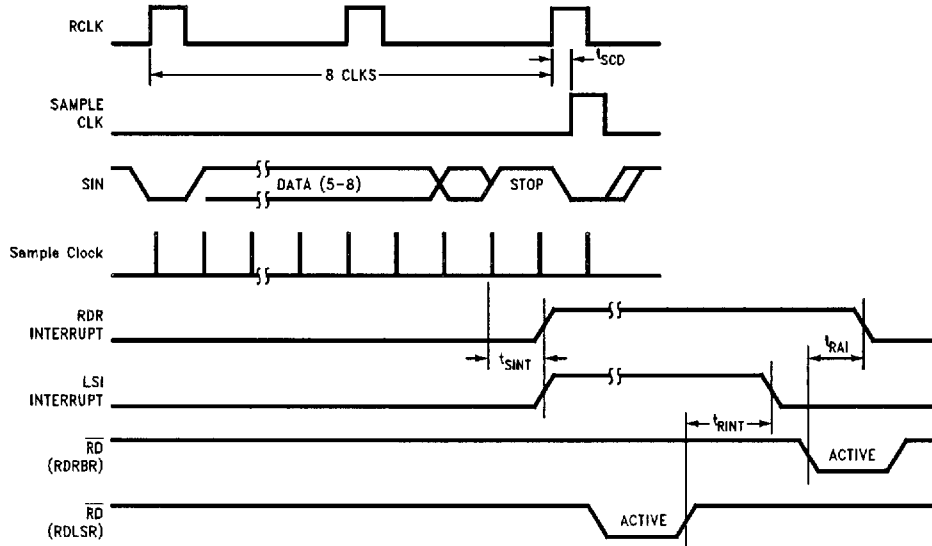 RCLK
tSCD
8 CLKS
SAMPLE
CLK
SIN
DATA (5-8)
STOP
Sample Clock
RDR
INTERRUPT
tRAI
tSINT
LSI
INTERRUPT
tRINT
RD
(RDRBR)
ACTIVE
RD
(RDLSR)
ACTIVE